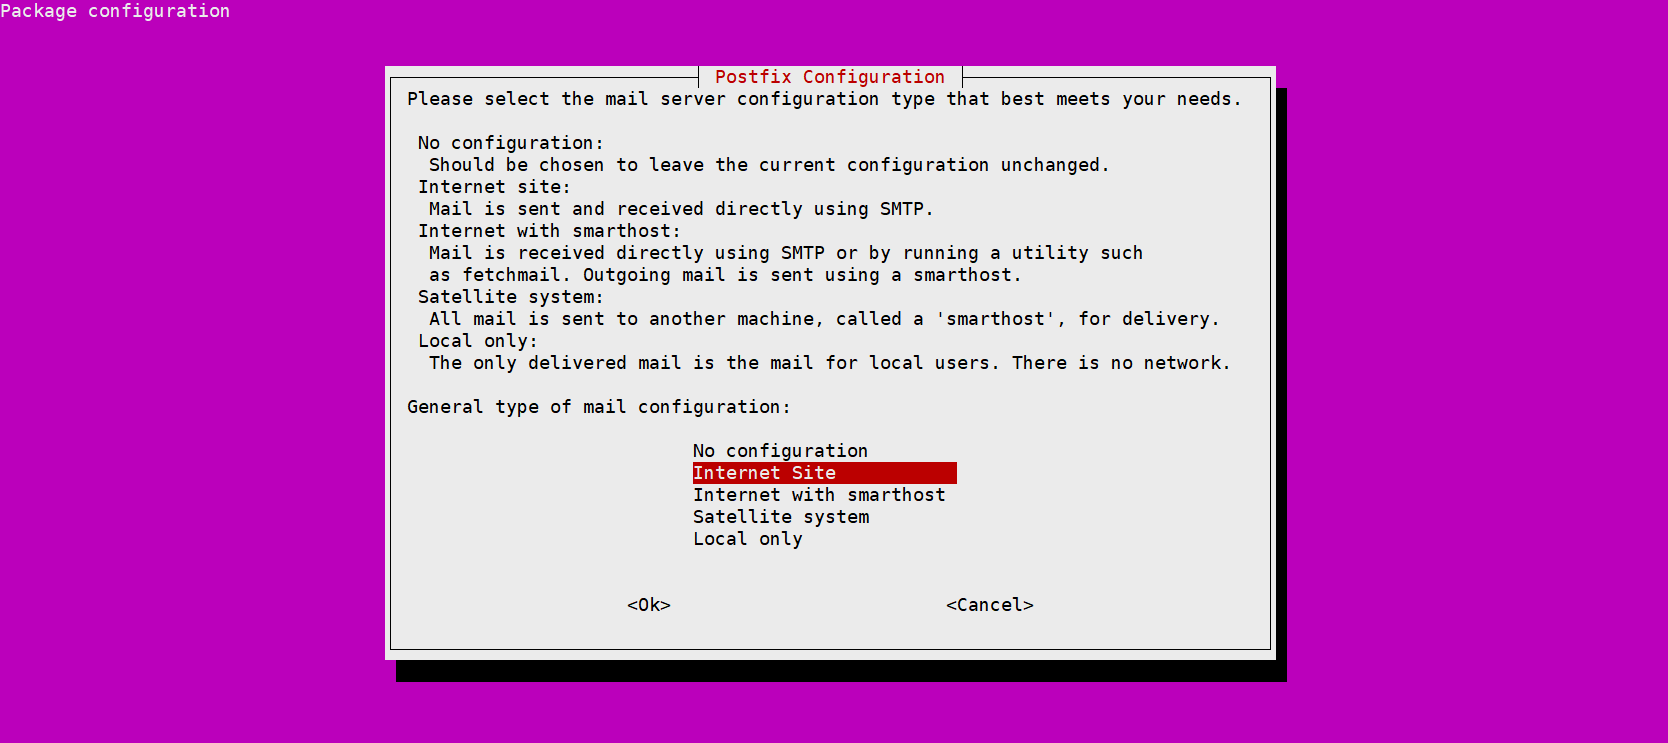 Package configuration
Postfix Configuration
Please select the mail server configuration type that best meets your needs.
No configuration:
Should be chosen to leave the current configuration unchanged.
Internet site:
Mail is sent and received directly using SMTP.
Internet with smarthost:
Mail is received directly using SMTP or by running a utility such
as fetchmail. Outgoing mail is sent using a smarthost.
Satellite system:
All mail is sent to another machine, called a 'smarthost', for delivery.
Local only:
The only delivered mail is the mail for local users. There is no network.
General type of mail configuration:
No configuration
Internet Site
Internet with smarthost
Satellite system
Local only
<Ok> <Cancel>